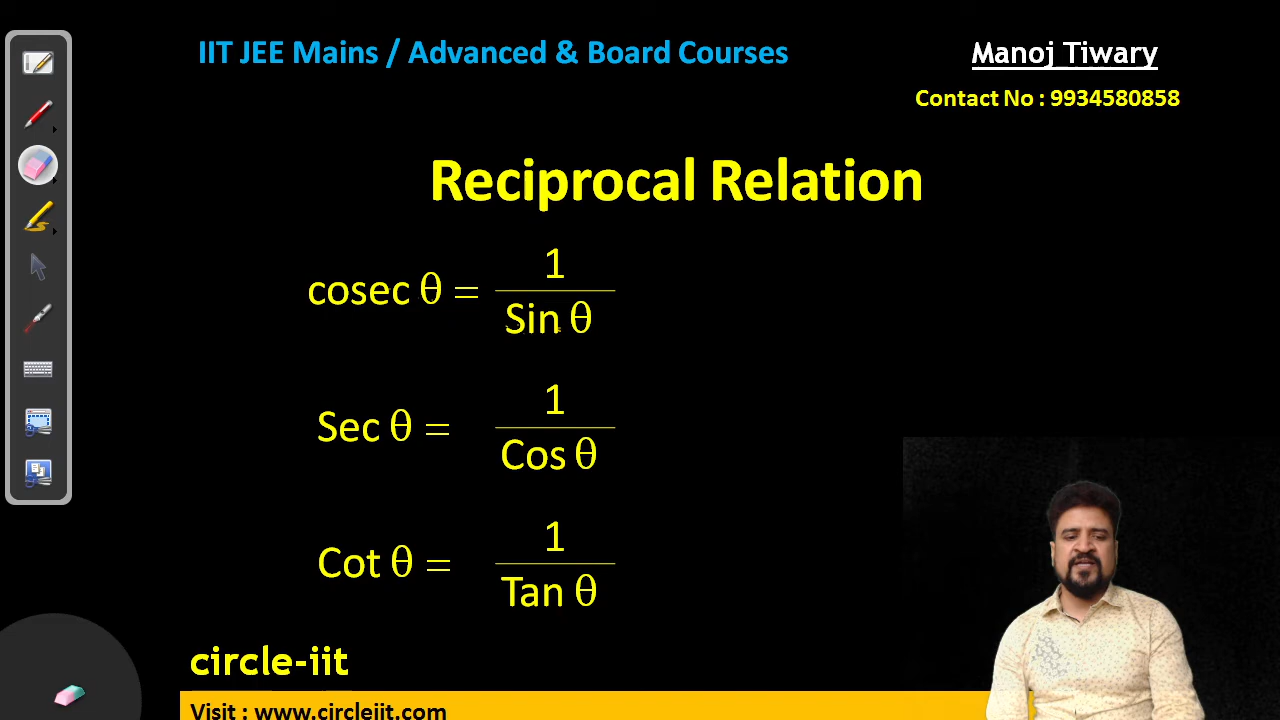 IIT JEE Mains / Advanced & Board Courses
Manoj Tiwary
Contact No : 9934580858
Reciprocal Relation
cosec θ = 1 / Sin θ
Sec θ = 1 / Cos θ
Cot θ = 1 / Tan θ
circle-iit
Visit : www.circleiit.com